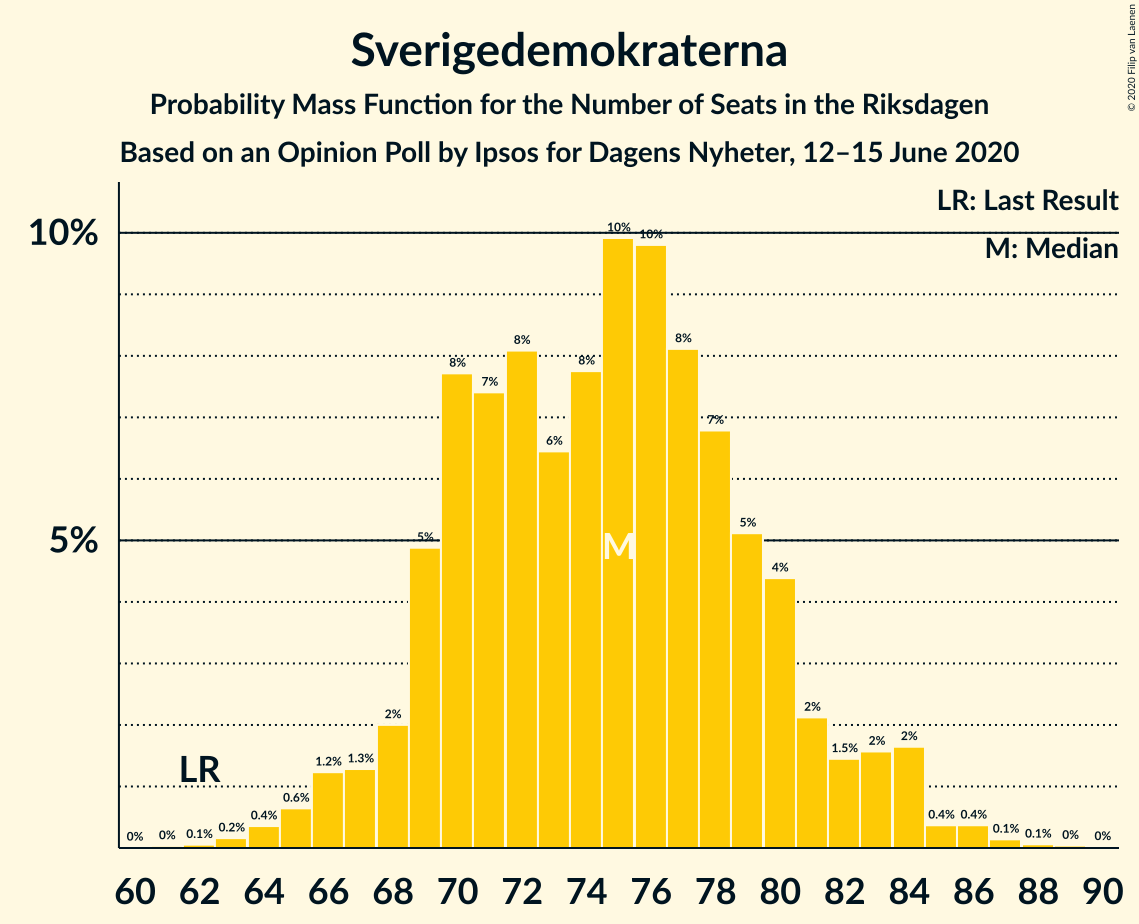 Sverigedemokraterna
Probability Mass Function for the Number of Seats in the Riksdagen
Based on an Opinion Poll by Ipsos for Dagens Nyheter, 12–15 June 2020
© 2020 Filip van Laenen
LR: Last Result
M: Median
10%
5%
0% 0% 0.1% 0.2% 0.4% 0.6% 1.2% 1.3% 2% 5% 8% 7% 8% 6% 8% 10% 10% 8% 7% 5% 4% 2% 1.5% 2% 2% 0.4% 0.4% 0.1% 0.1% 0% 0%
LR
M
60 62 64 66 68 70 72 74 76 78 80 82 84 86 88 90